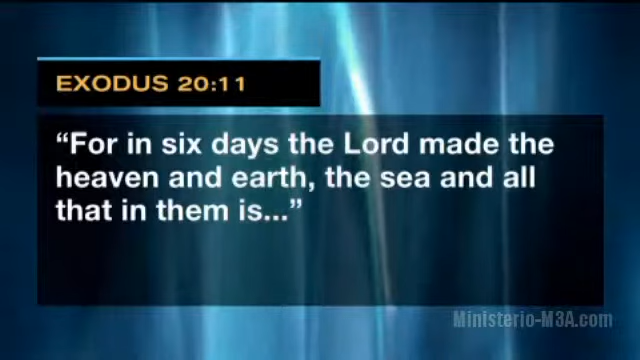 EXODUS 20:11
“For in six days the Lord made the
heaven and earth, the sea and all
that in them is...”
Ministerio-M3A.com